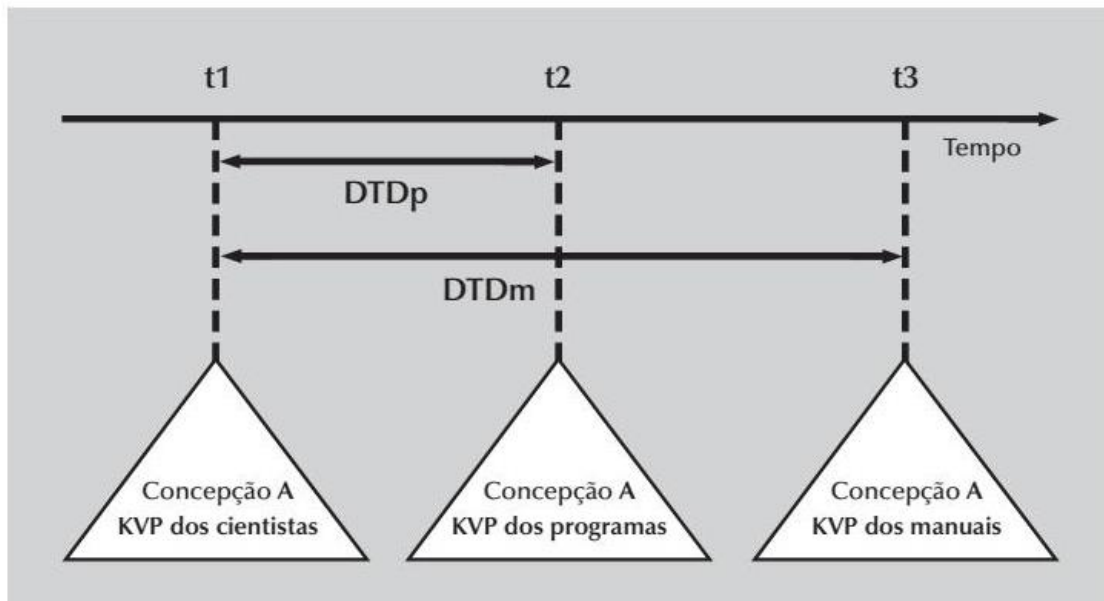 t1 t2 t3
Tempo
DTDp
DTDm
Concepção A
KVP dos cientistas
Concepção A
KVP dos programas
Concepção A
KVP dos manuais